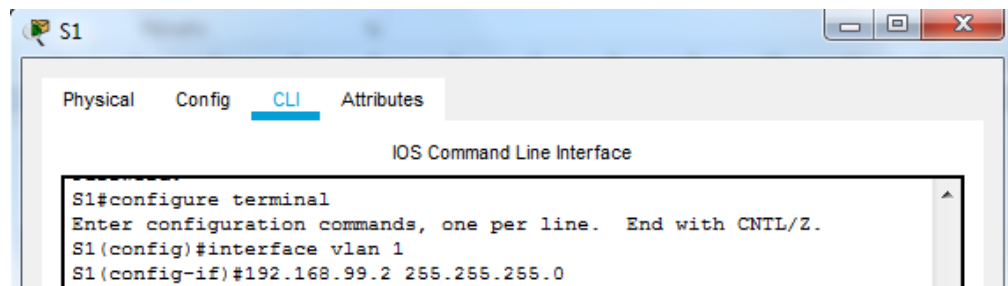 S1
Physical Config CLI Attributes
IOS Command Line Interface
S1#configure terminal
Enter configuration commands, one per line.  End with CNTL/Z.
S1(config)#interface vlan 1
S1(config-if)#192.168.99.2 255.255.255.0